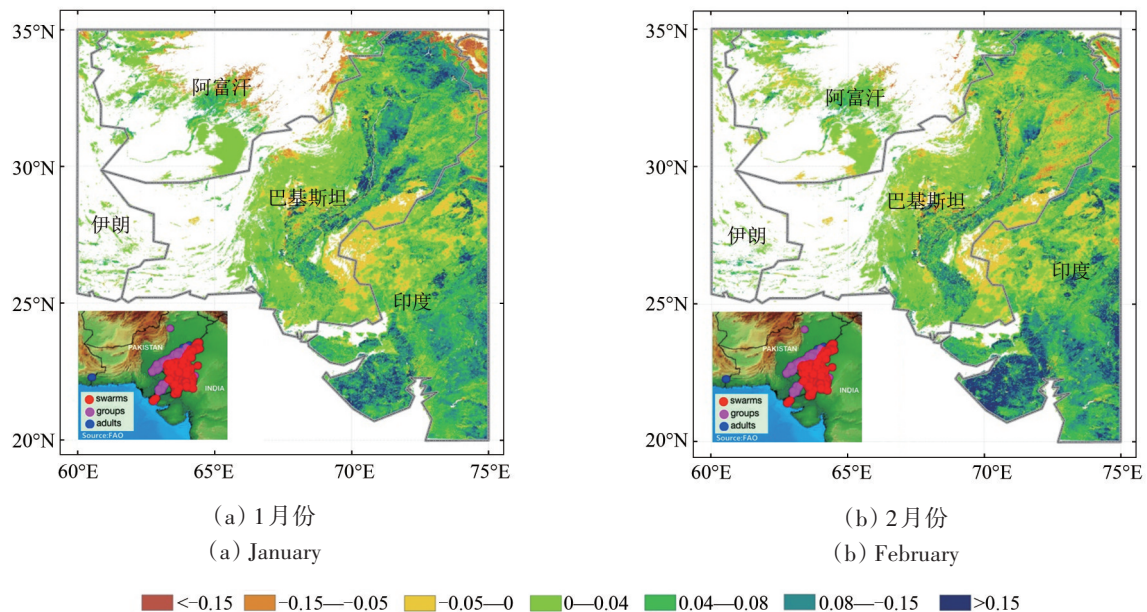 35°N
30°N
25°N
20°N
60°E
65°E
70°E
75°E
阿富汗
巴基斯坦
伊朗
印度
PAKISTAN
INDIA
swarms
groups
adults
Source:FAO
(a) 1月份
(a) January
35°N
30°N
25°N
20°N
60°E
65°E
70°E
75°E
阿富汗
巴基斯坦
伊朗
印度
PAKISTAN
INDIA
swarms
groups
adults
Source:FAO
(b) 2月份
(b) February
<-0.15
-0.15—-0.05
-0.05—0
0—0.04
0.04—0.08
0.08—-0.15
>0.15